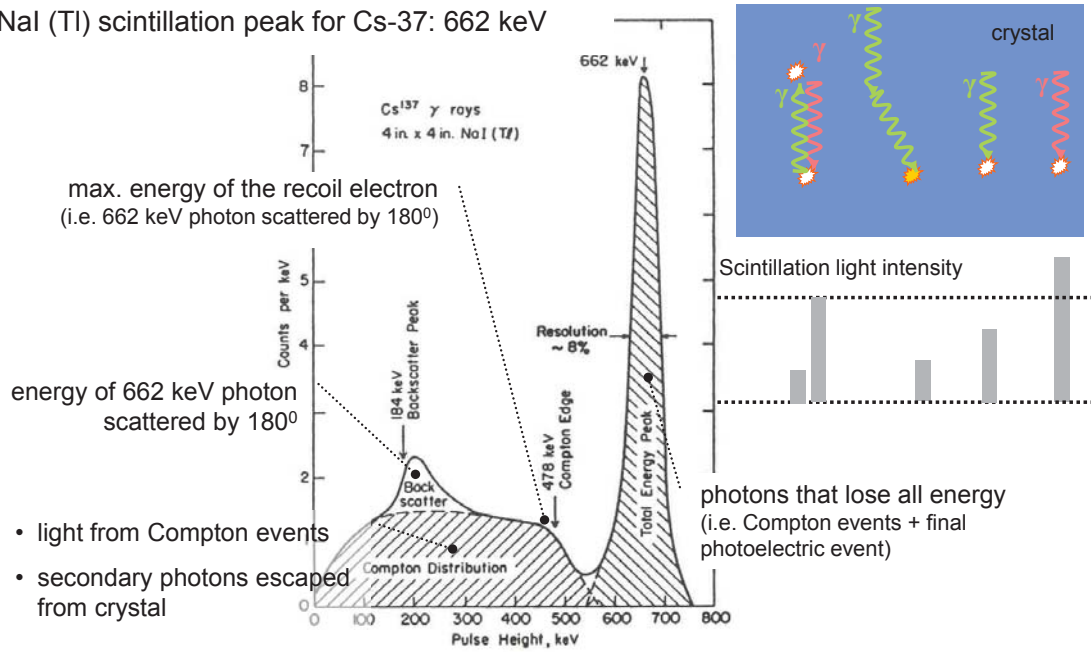 NaI (Tl) scintillation peak for Cs-37: 662 keV
662 keV
Cs137 γ rays
4 in. x 4 in. NaI (Tl)
max. energy of the recoil electron
(i.e. 662 keV photon scattered by 180⁰)
energy of 662 keV photon
scattered by 180⁰
• light from Compton events
• secondary photons escaped
from crystal
Counts per keV
8
7
5
4
2
0
184 keV
Backscatter Peak
Back
scatter
Compton Distribution
478 keV
Compton Edge
Resolution
~ 8%
Total Energy Peak
0 100 200 300 400 500 600 700 800
Pulse Height, keV
photons that lose all energy
(i.e. Compton events + final
photoelectric event)
crystal
γ
γ
γ
γ
γ
Scintillation light intensity